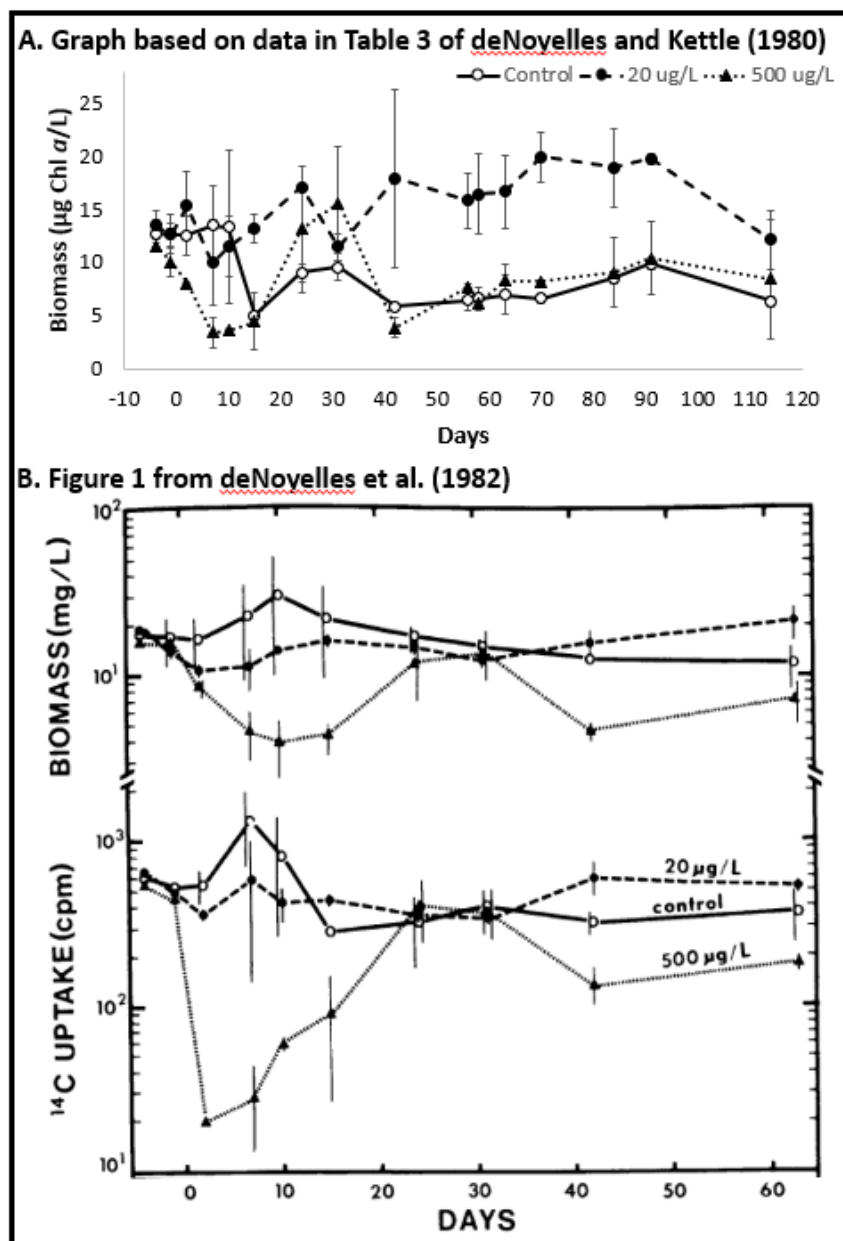 A. Graph based on data in Table 3 of deNoyelles and Kettle (1980)
Control 20 ug/L 500 ug/L
Biomass (µg Chl a/L)
25
20
15
10
5
0
-10 0 10 20 30 40 50 60 70 80 90 100 110 120
Days
B. Figure 1 from deNoyelles et al. (1982)
BIOMASS (mg/L)
10²
10¹
¹⁴C UPTAKE (cpm)
10³
10²
10¹
20 µg/L
control
500 µg/L
0 10 20 30 40 50 60
DAYS